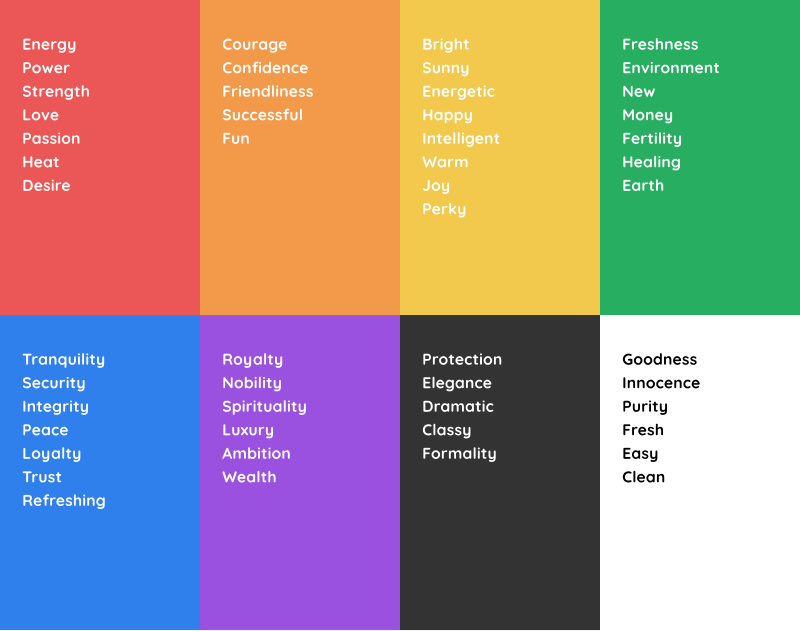 Energy
Power
Strength
Love
Passion
Heat
Desire
Courage
Confidence
Friendliness
Successful
Fun
Bright
Sunny
Energetic
Happy
Intelligent
Warm
Joy
Perky
Freshness
Environment
New
Money
Fertility
Healing
Earth
Tranquility
Security
Integrity
Peace
Loyalty
Trust
Refreshing
Royalty
Nobility
Spirituality
Luxury
Ambition
Wealth
Protection
Elegance
Dramatic
Classy
Formality
Goodness
Innocence
Purity
Fresh
Easy
Clean